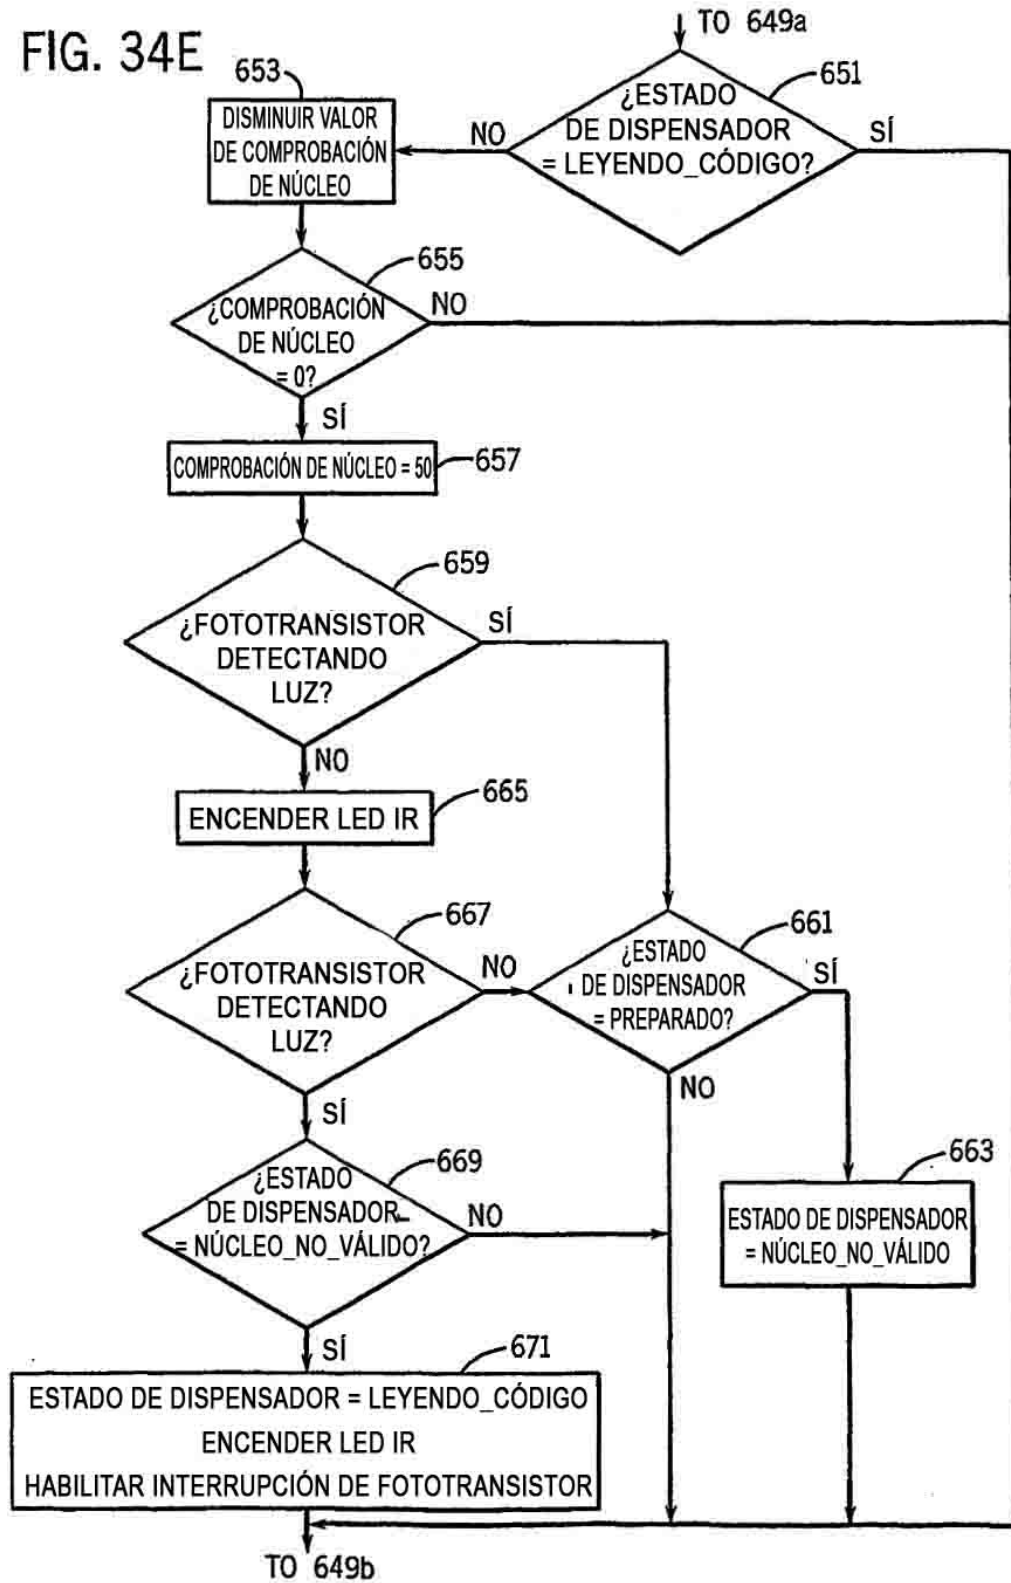 FIG. 34E
TO 649a
651
¿ESTADO
DE DISPENSADOR
= LEYENDO_CÓDIGO?
NO
SÍ
653
DISMINUIR VALOR
DE COMPROBACIÓN
DE NÚCLEO
655
¿COMPROBACIÓN
DE NÚCLEO
= 0?
NO
SÍ
COMPROBACIÓN DE NÚCLEO = 50
657
659
¿FOTOTRANSISTOR
DETECTANDO
LUZ?
SÍ
NO
ENCENDER LED IR
665
667
¿FOTOTRANSISTOR
DETECTANDO
LUZ?
NO
SÍ
661
¿ESTADO
DE DISPENSADOR
= PREPARADO?
SÍ
NO
663
ESTADO DE DISPENSADOR
= NÚCLEO_NO_VÁLIDO
669
¿ESTADO
DE DISPENSADOR
= NÚCLEO_NO_VÁLIDO?
NO
SÍ
671
ESTADO DE DISPENSADOR = LEYENDO_CÓDIGO
ENCENDER LED IR
HABILITAR INTERRUPCIÓN DE FOTOTRANSISTOR
TO 649b